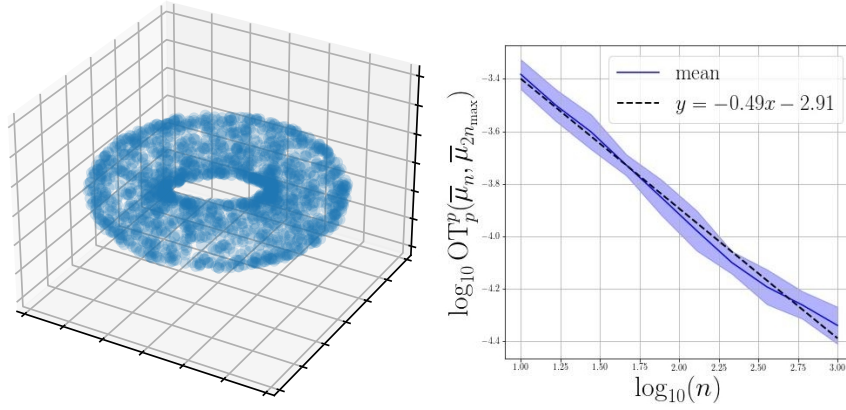 mean
y = −0.49x − 2.91
log₁₀ OTₚᵖ(μ̅ₙ, μ̅₂ₙₘₐₓ)
−3.4
−3.6
−3.8
−4.0
−4.2
−4.4
1.00 1.25 1.50 1.75 2.00 2.25 2.50 2.75 3.00
log₁₀(n)